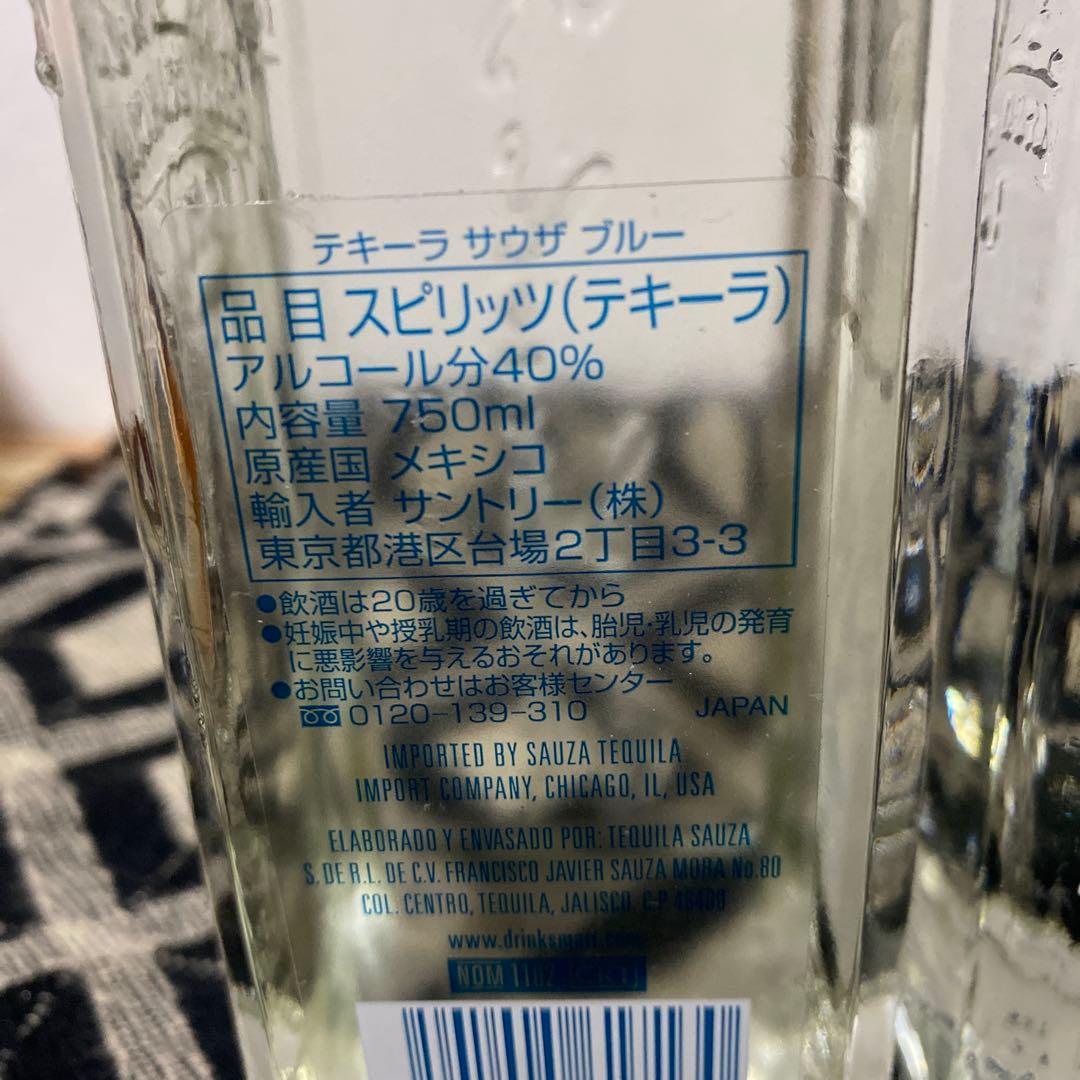 テキーラ サウザ ブルー
品 目 スピリッツ(テキーラ)
アルコール分40%
内容量 750ml
原産国 メキシコ
輸入者 サントリー(株)
東京都港区台場2丁目3-3
●飲酒は20歳を過ぎてから
●妊娠中や授乳期の飲酒は、胎児・乳児の発育
に悪影響を与えるおそれがあります。
●お問い合わせはお客様センター
0120-139-310 JAPAN
IMPORTED BY SAUZA TEQUILA
IMPORT COMPANY, CHICAGO, IL, USA
ELABORADO Y ENVASADO POR: TEQUILA SAUZA
S. DE R.L. DE C.V. FRANCISCO JAVIER SAUZA MORA No.80
COL. CENTRO, TEQUILA, JALISCO. C.P
NOM 1102